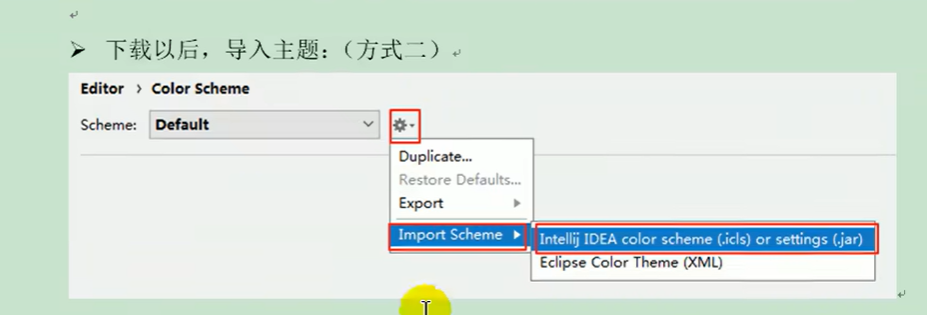 ➢ 下载以后，导入主题：（方式二）
Editor › Color Scheme
Scheme: Default
Duplicate...
Restore Defaults...
Export
Import Scheme
Intellij IDEA color scheme (.icls) or settings (.jar)
Eclipse Color Theme (XML)